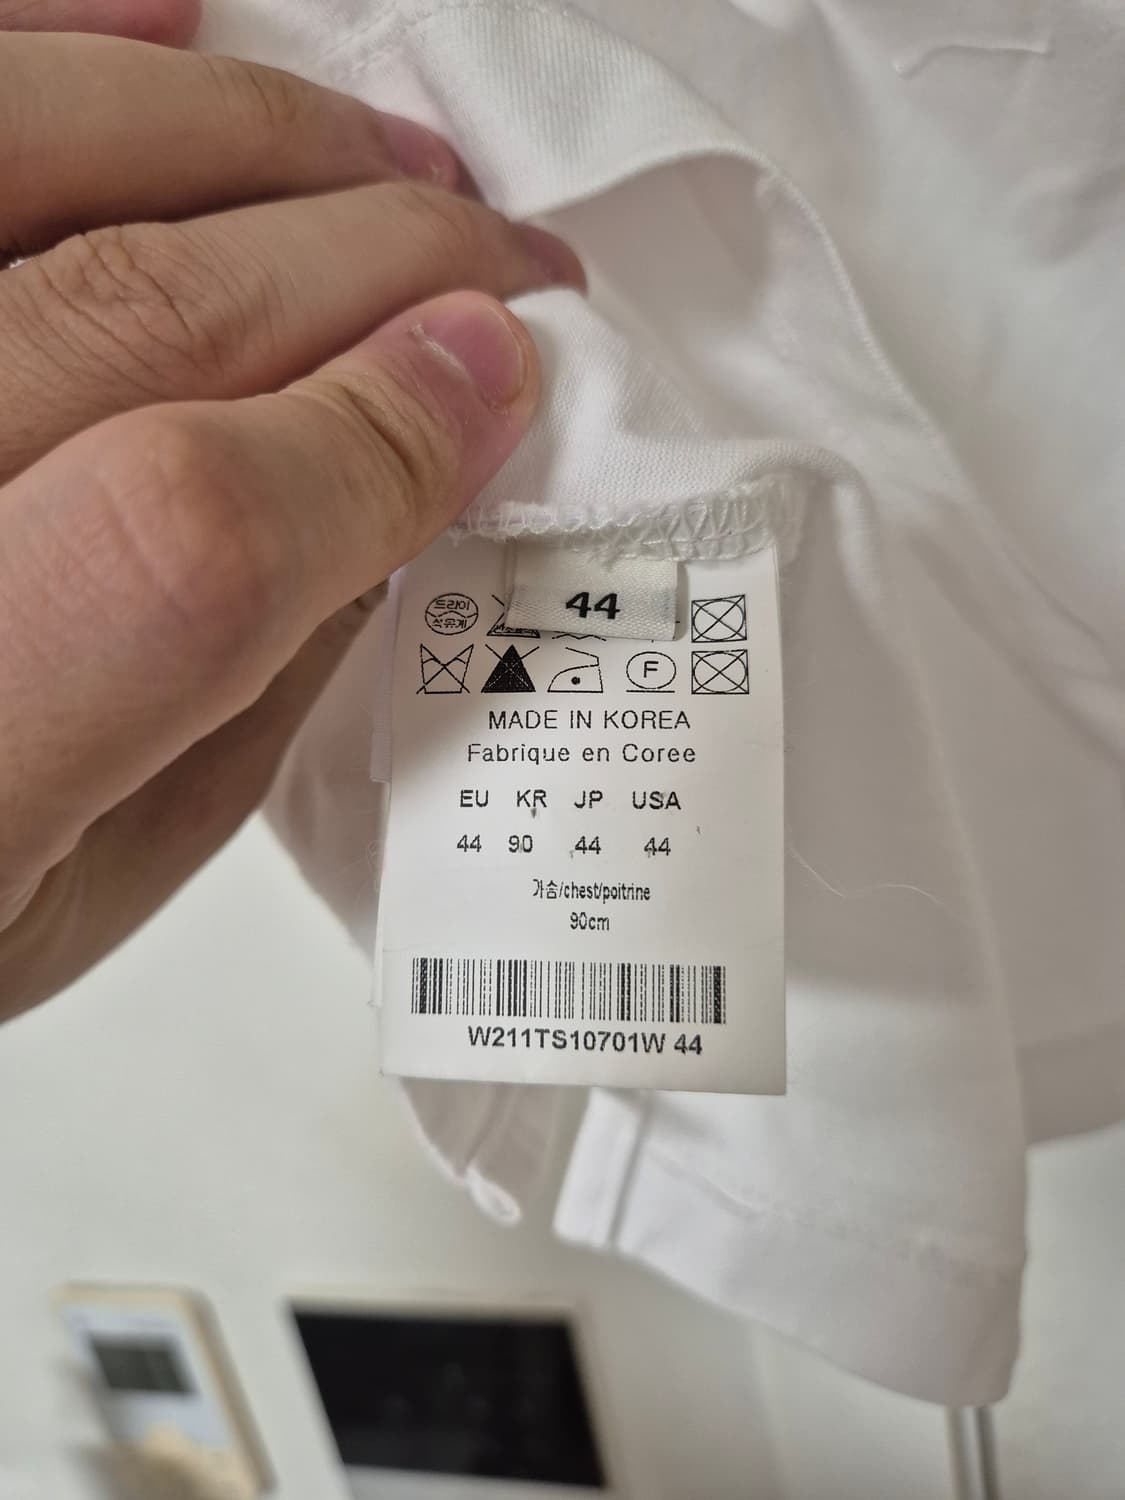 44
드라이
석유계
F
MADE IN KOREA
Fabrique en Coree
EU KR JP USA
44 90 44 44
가슴/chest/poitrine
90cm
W211TS10701W 44